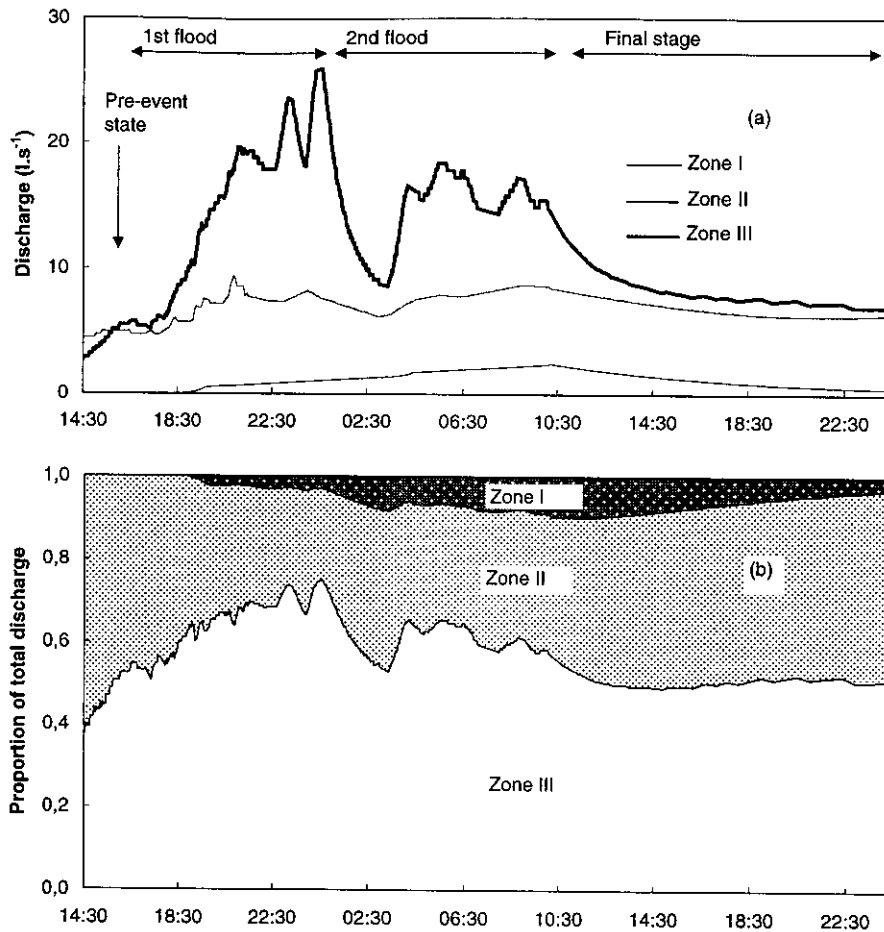 30
1st flood
2nd flood
Final stage
Pre-event
state
(a)
20
Zone I
Zone II
Zone III
Discharge (l.s⁻¹)
10
0
14:30 18:30 22:30 02:30 06:30 10:30 14:30 18:30 22:30
1,0
Zone I
0,8
Zone II
(b)
0,6
Proportion of total discharge
0,4
Zone III
0,2
0,0
14:30 18:30 22:30 02:30 06:30 10:30 14:30 18:30 22:30